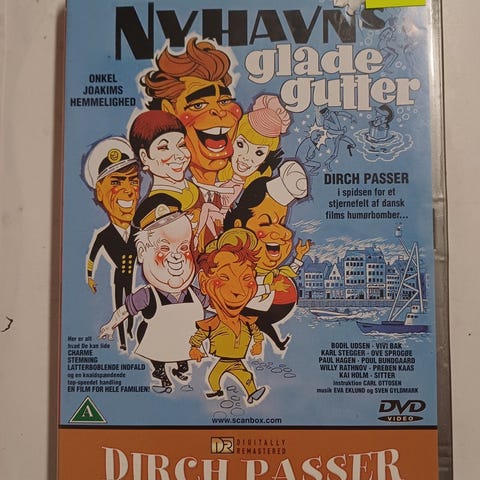 NYHAVNS
glade
gutter
ONKEL
JOAKIMS
HEMMELIGHED
DIRCH PASSER
i spidsen for et
stjernefelt af dansk
films humørbomber...
Her er alt
hvad De kan lide
CHARME
STEMNING
LATTERBOBLENDE INDFALD
og en knaldspændende
top-speedet handling
EN FILM FOR HELE FAMILIEN!
BODIL UDSEN - VIVI BAK
KARL STEGGER - OVE SPROGØE
PAUL HAGEN - POUL BUNDGAARD
WILLY RATHNOV - PREBEN KAAS
KAI HOLM - SITTER
instruktion CARL OTTOSEN
musik EVA EKLUND og SVEN GYLDMARK
A
www.scanbox.com
DVD
VIDEO
DR DIGITALLY
REMASTERED
DIRCH PASSER